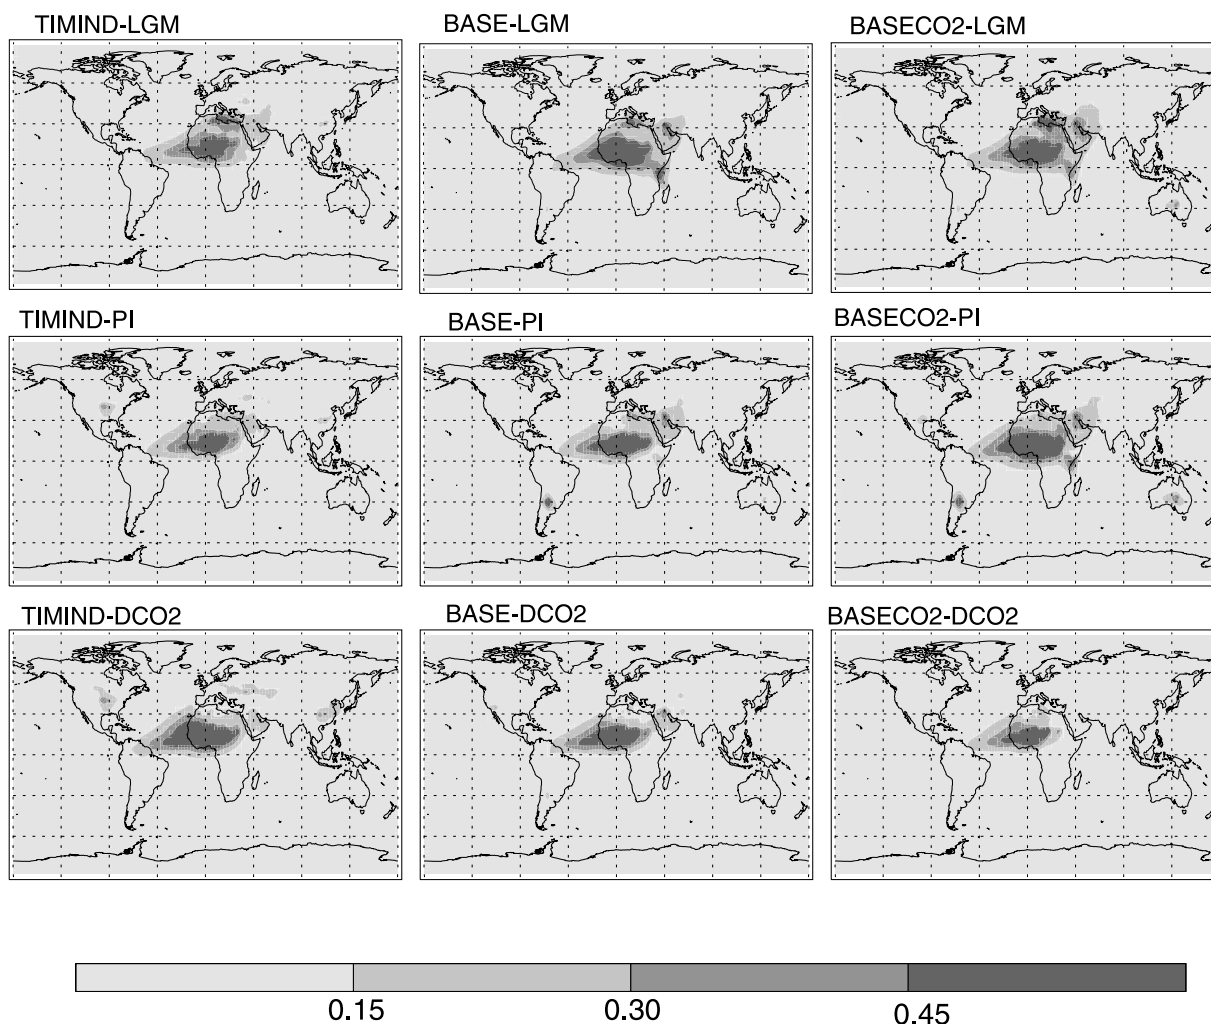 TIMIND-LGM BASE-LGM BASECO2-LGM
TIMIND-PI BASE-PI BASECO2-PI
TIMIND-DCO2 BASE-DCO2 BASECO2-DCO2
0.15 0.30 0.45